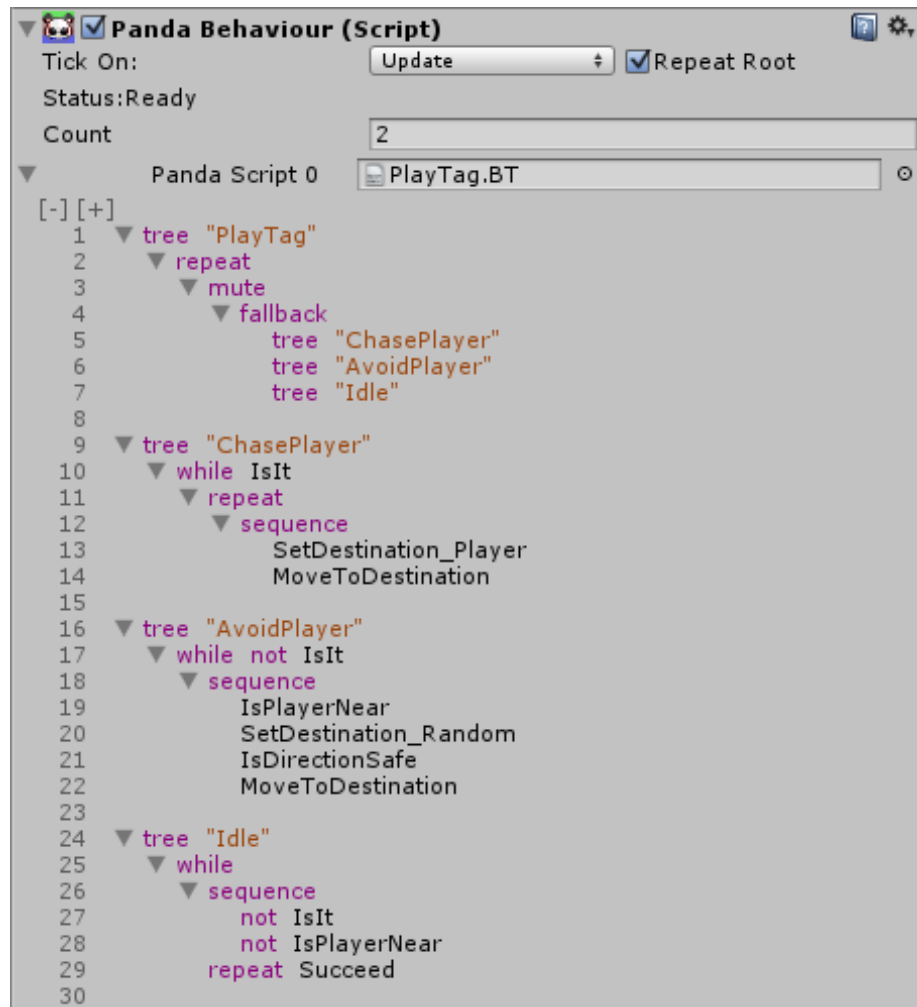 Panda Behaviour (Script)
Tick On: Update Repeat Root
Status:Ready
Count 2
Panda Script 0 PlayTag.BT
[-] [+]
1 tree "PlayTag"
2 repeat
3 mute
4 fallback
5 tree "ChasePlayer"
6 tree "AvoidPlayer"
7 tree "Idle"
8
9 tree "ChasePlayer"
10 while IsIt
11 repeat
12 sequence
13 SetDestination_Player
14 MoveToDestination
15
16 tree "AvoidPlayer"
17 while not IsIt
18 sequence
19 IsPlayerNear
20 SetDestination_Random
21 IsDirectionSafe
22 MoveToDestination
23
24 tree "Idle"
25 while
26 sequence
27 not IsIt
28 not IsPlayerNear
29 repeat Succeed
30